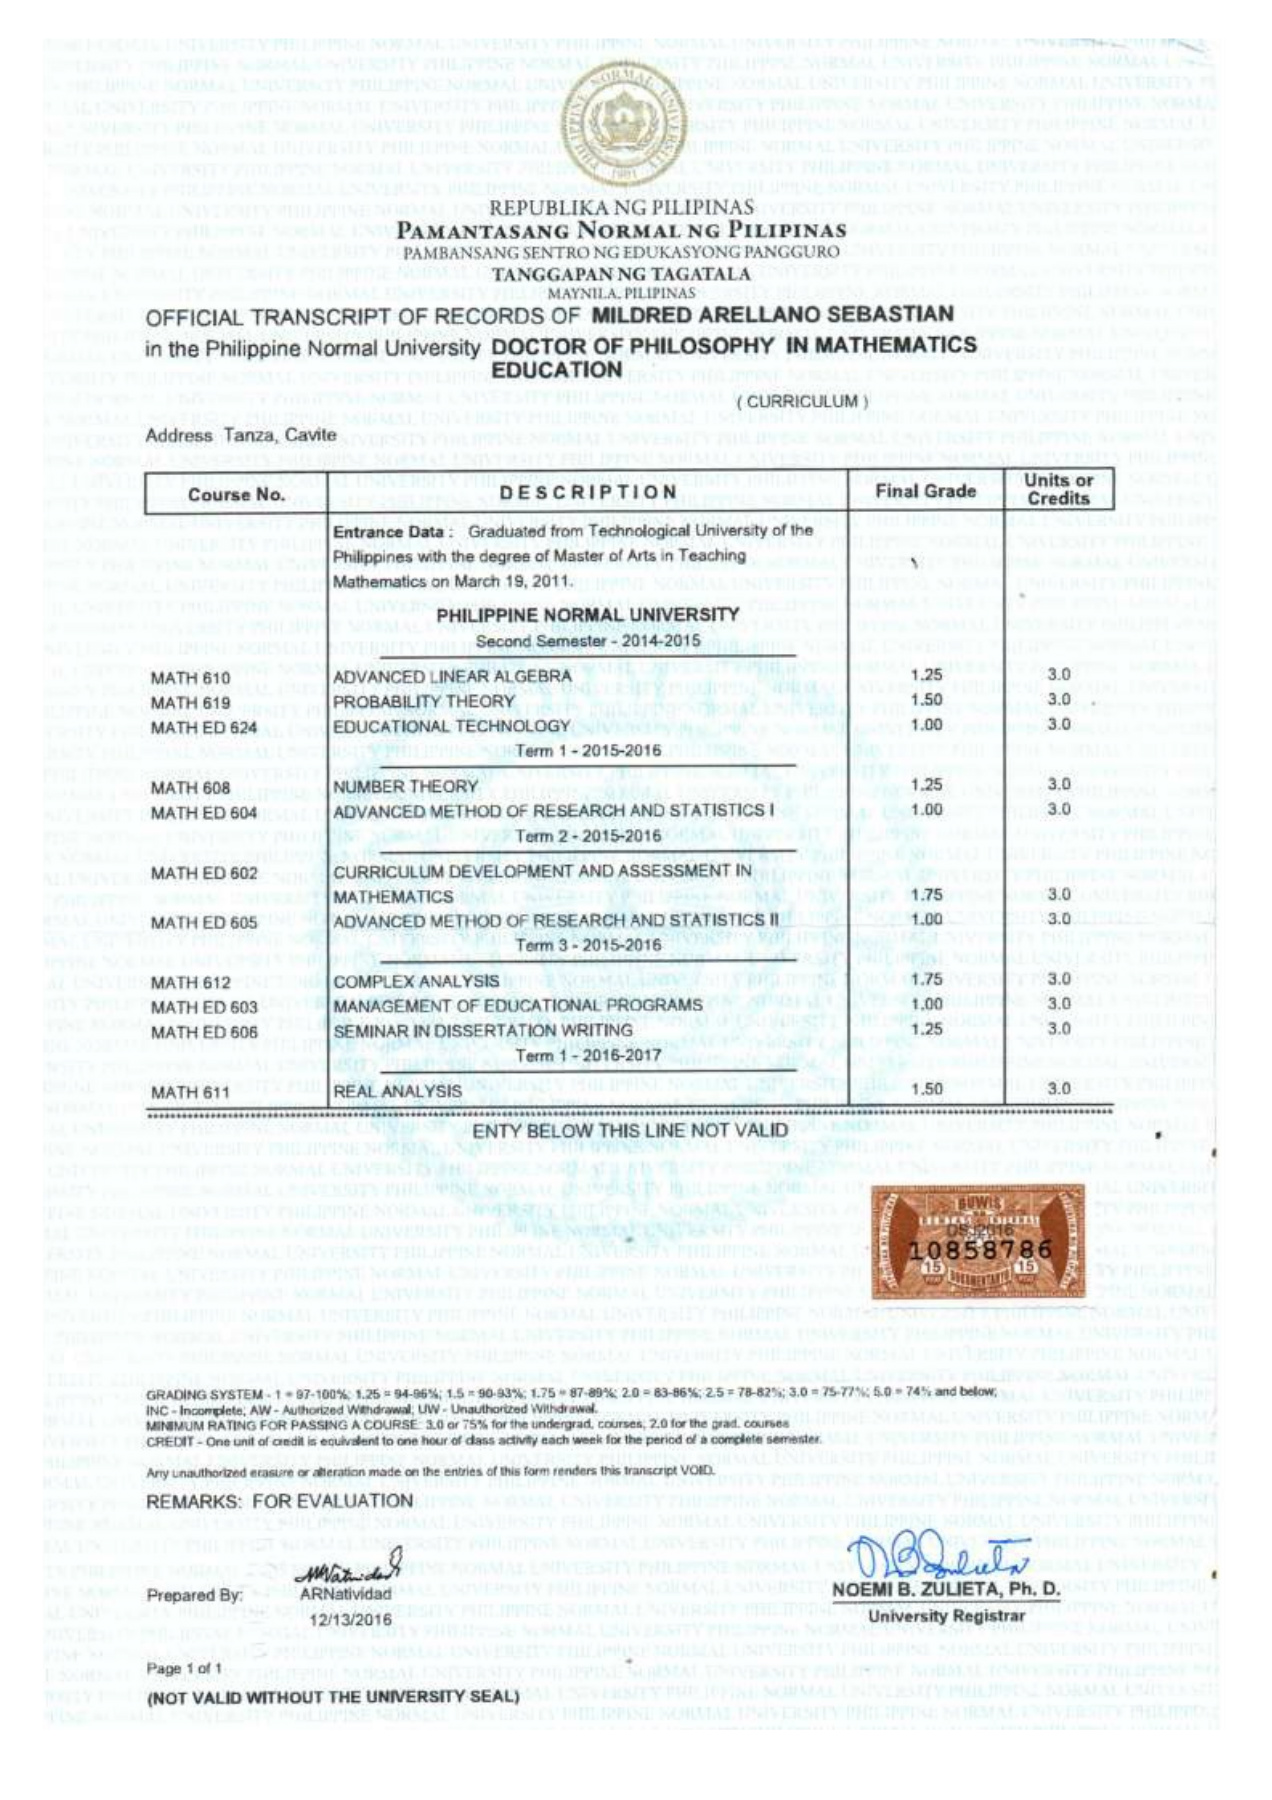 REPUBLIKA NG PILIPINAS
PAMANTASANG NORMAL NG PILIPINAS
PAMBANSANG SENTRO NG EDUKASYONG PANGGURO
TANGGAPAN NG TAGATALA
MAYNILA, PILIPINAS
OFFICIAL TRANSCRIPT OF RECORDS OF MILDRED ARELLANO SEBASTIAN
in the Philippine Normal University DOCTOR OF PHILOSOPHY IN MATHEMATICS
EDUCATION
( CURRICULUM )
Address Tanza, Cavite
Course No. DESCRIPTION Final Grade Units or Credits
Entrance Data : Graduated from Technological University of the
Philippines with the degree of Master of Arts in Teaching
Mathematics on March 19, 2011.
PHILIPPINE NORMAL UNIVERSITY
Second Semester - 2014-2015
MATH 610 ADVANCED LINEAR ALGEBRA 1.25 3.0
MATH 619 PROBABILITY THEORY 1.50 3.0
MATH ED 624 EDUCATIONAL TECHNOLOGY 1.00 3.0
Term 1 - 2015-2016
MATH 608 NUMBER THEORY 1.25 3.0
MATH ED 604 ADVANCED METHOD OF RESEARCH AND STATISTICS I 1.00 3.0
Term 2 - 2015-2016
MATH ED 602 CURRICULUM DEVELOPMENT AND ASSESSMENT IN
MATHEMATICS 1.75 3.0
MATH ED 605 ADVANCED METHOD OF RESEARCH AND STATISTICS II 1.00 3.0
Term 3 - 2015-2016
MATH 612 COMPLEX ANALYSIS 1.75 3.0
MATH ED 603 MANAGEMENT OF EDUCATIONAL PROGRAMS 1.00 3.0
MATH ED 606 SEMINAR IN DISSERTATION WRITING 1.25 3.0
Term 1 - 2016-2017
MATH 611 REAL ANALYSIS 1.50 3.0
ENTY BELOW THIS LINE NOT VALID
BUWIS
10858786
15 15
DOCUMENTARYO
GRADING SYSTEM - 1 = 97-100%; 1.25 = 94-96%; 1.5 = 90-93%; 1.75 = 87-89%; 2.0 = 83-86%; 2.5 = 78-82%; 3.0 = 75-77%; 5.0 = 74% and below;
INC - Incomplete; AW - Authorized Withdrawal; UW - Unauthorized Withdrawal.
MINIMUM RATING FOR PASSING A COURSE: 3.0 or 75% for the undergrad, courses; 2.0 for the grad. courses
CREDIT - One unit of credit is equivalent to one hour of class activity each week for the period of a complete semester.
Any unauthorized erasure or alteration made on the entries of this form renders this transcript VOID.
REMARKS: FOR EVALUATION
Prepared By: ARNatividad
12/13/2016
NOEMI B. ZULIETA, Ph. D.
University Registrar
Page 1 of 1
(NOT VALID WITHOUT THE UNIVERSITY SEAL)